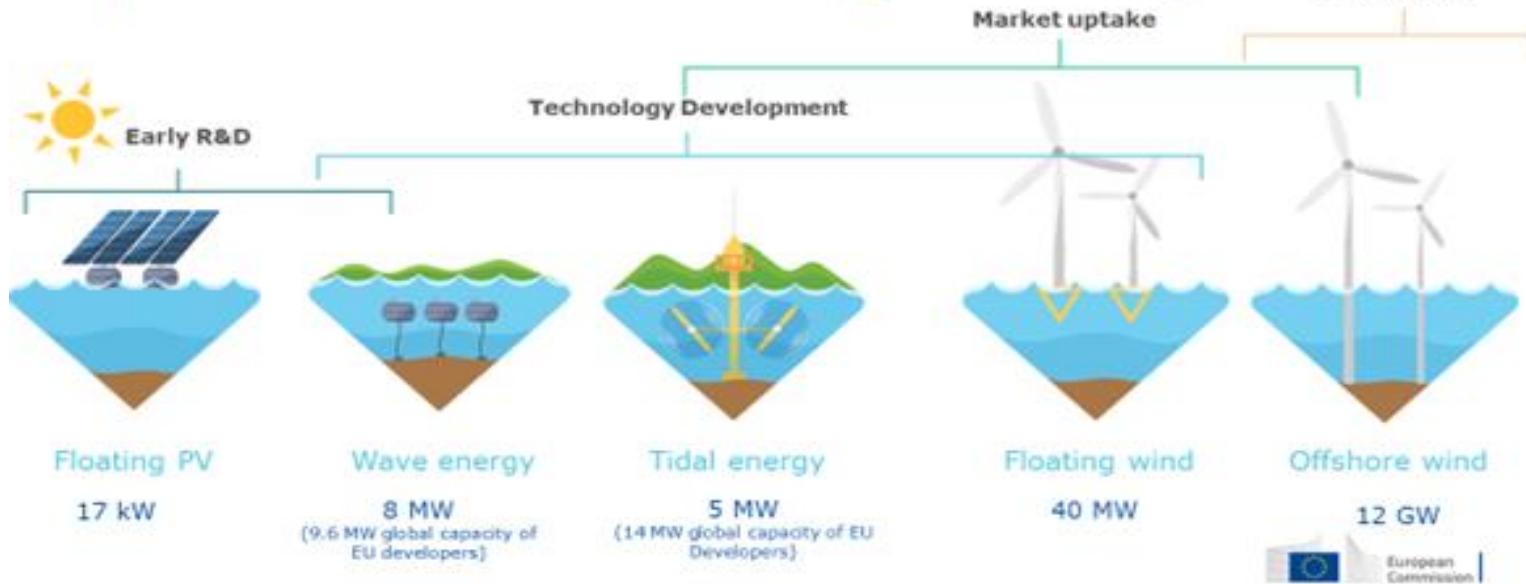 Market uptake
Technology Development
Early R&D
Floating PV
17 kW
Wave energy
8 MW
(9.6 MW global capacity of
EU developers)
Tidal energy
5 MW
(14 MW global capacity of EU
Developers)
Floating wind
40 MW
Offshore wind
12 GW
European
Commission